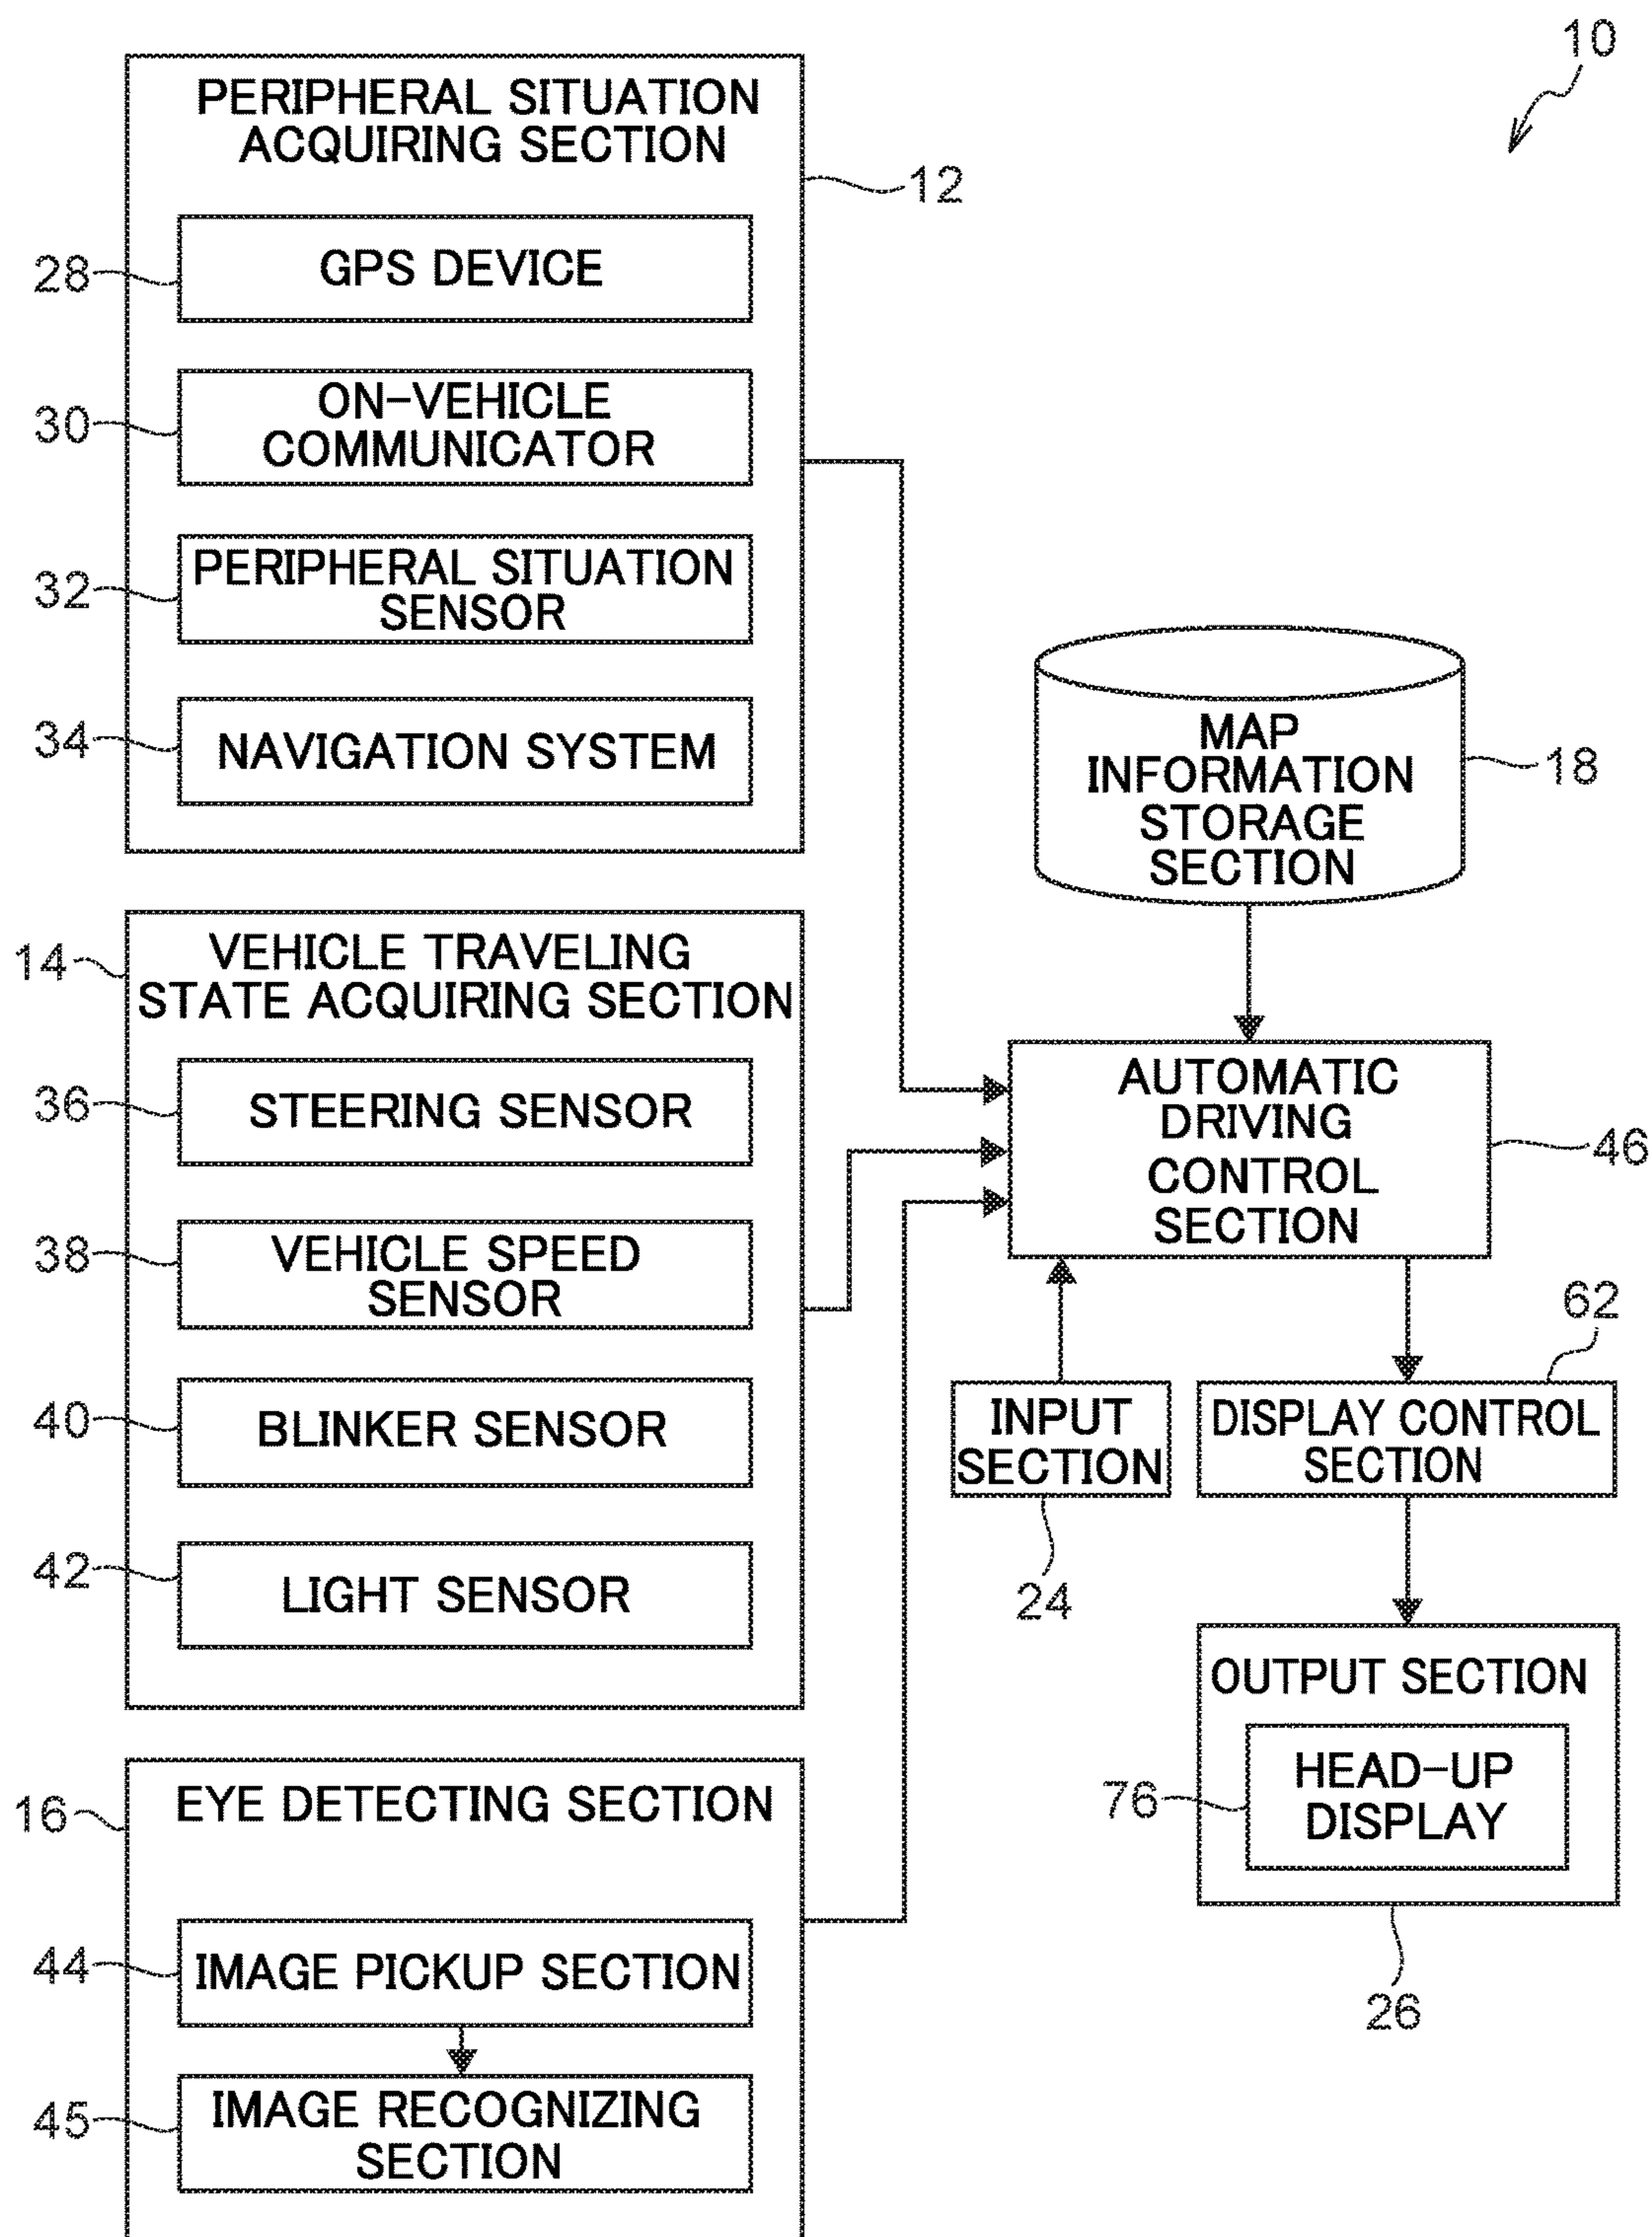 10
PERIPHERAL SITUATION
ACQUIRING SECTION
12
28
GPS DEVICE
30
ON-VEHICLE
COMMUNICATOR
32
PERIPHERAL SITUATION
SENSOR
34
NAVIGATION SYSTEM
MAP
INFORMATION
STORAGE
SECTION
18
14
VEHICLE TRAVELING
STATE ACQUIRING SECTION
36
STEERING SENSOR
38
VEHICLE SPEED
SENSOR
40
BLINKER SENSOR
42
LIGHT SENSOR
AUTOMATIC
DRIVING
CONTROL
SECTION
46
62
INPUT
SECTION
24
DISPLAY CONTROL
SECTION
OUTPUT SECTION
76
HEAD-UP
DISPLAY
26
16
EYE DETECTING SECTION
44
IMAGE PICKUP SECTION
45
IMAGE RECOGNIZING
SECTION